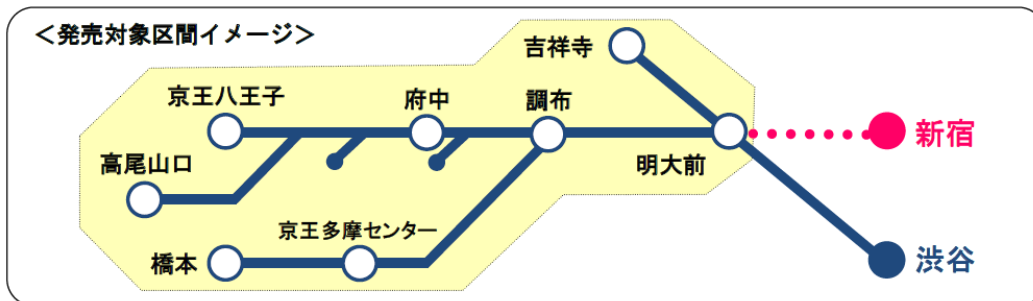 ＜発売対象区間イメージ＞
吉祥寺
京王八王子
府中
調布
新宿
高尾山口
明大前
京王多摩センター
橋本
渋谷